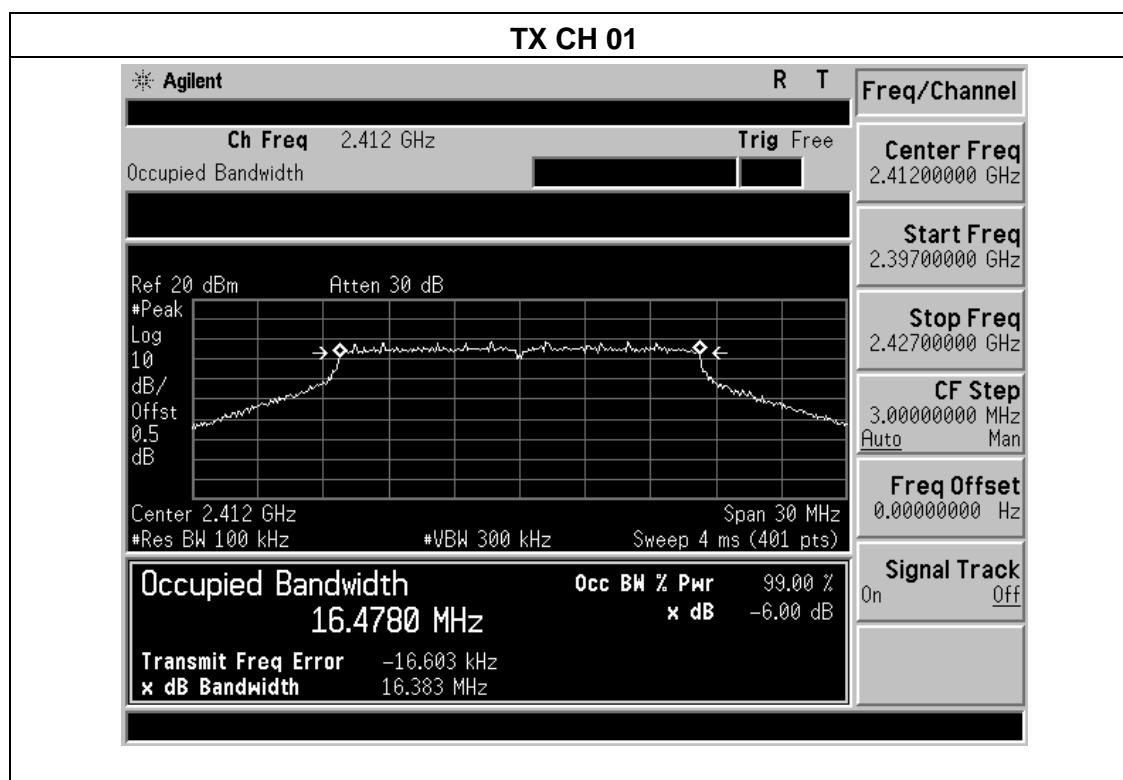 TX CH 01
Agilent R T
Ch Freq 2.412 GHz Trig Free
Occupied Bandwidth
Ref 20 dBm Atten 30 dB
#Peak
Log
10
dB/
Offst
0.5
dB
Center 2.412 GHz Span 30 MHz
#Res BW 100 kHz #VBW 300 kHz Sweep 4 ms (401 pts)
Occupied Bandwidth Occ BW % Pwr 99.00 %
16.4780 MHz x dB -6.00 dB
Transmit Freq Error -16.603 kHz
x dB Bandwidth 16.383 MHz
Freq/Channel
Center Freq
2.41200000 GHz
Start Freq
2.39700000 GHz
Stop Freq
2.42700000 GHz
CF Step
3.00000000 MHz
Auto Man
Freq Offset
0.00000000 Hz
Signal Track
On Off